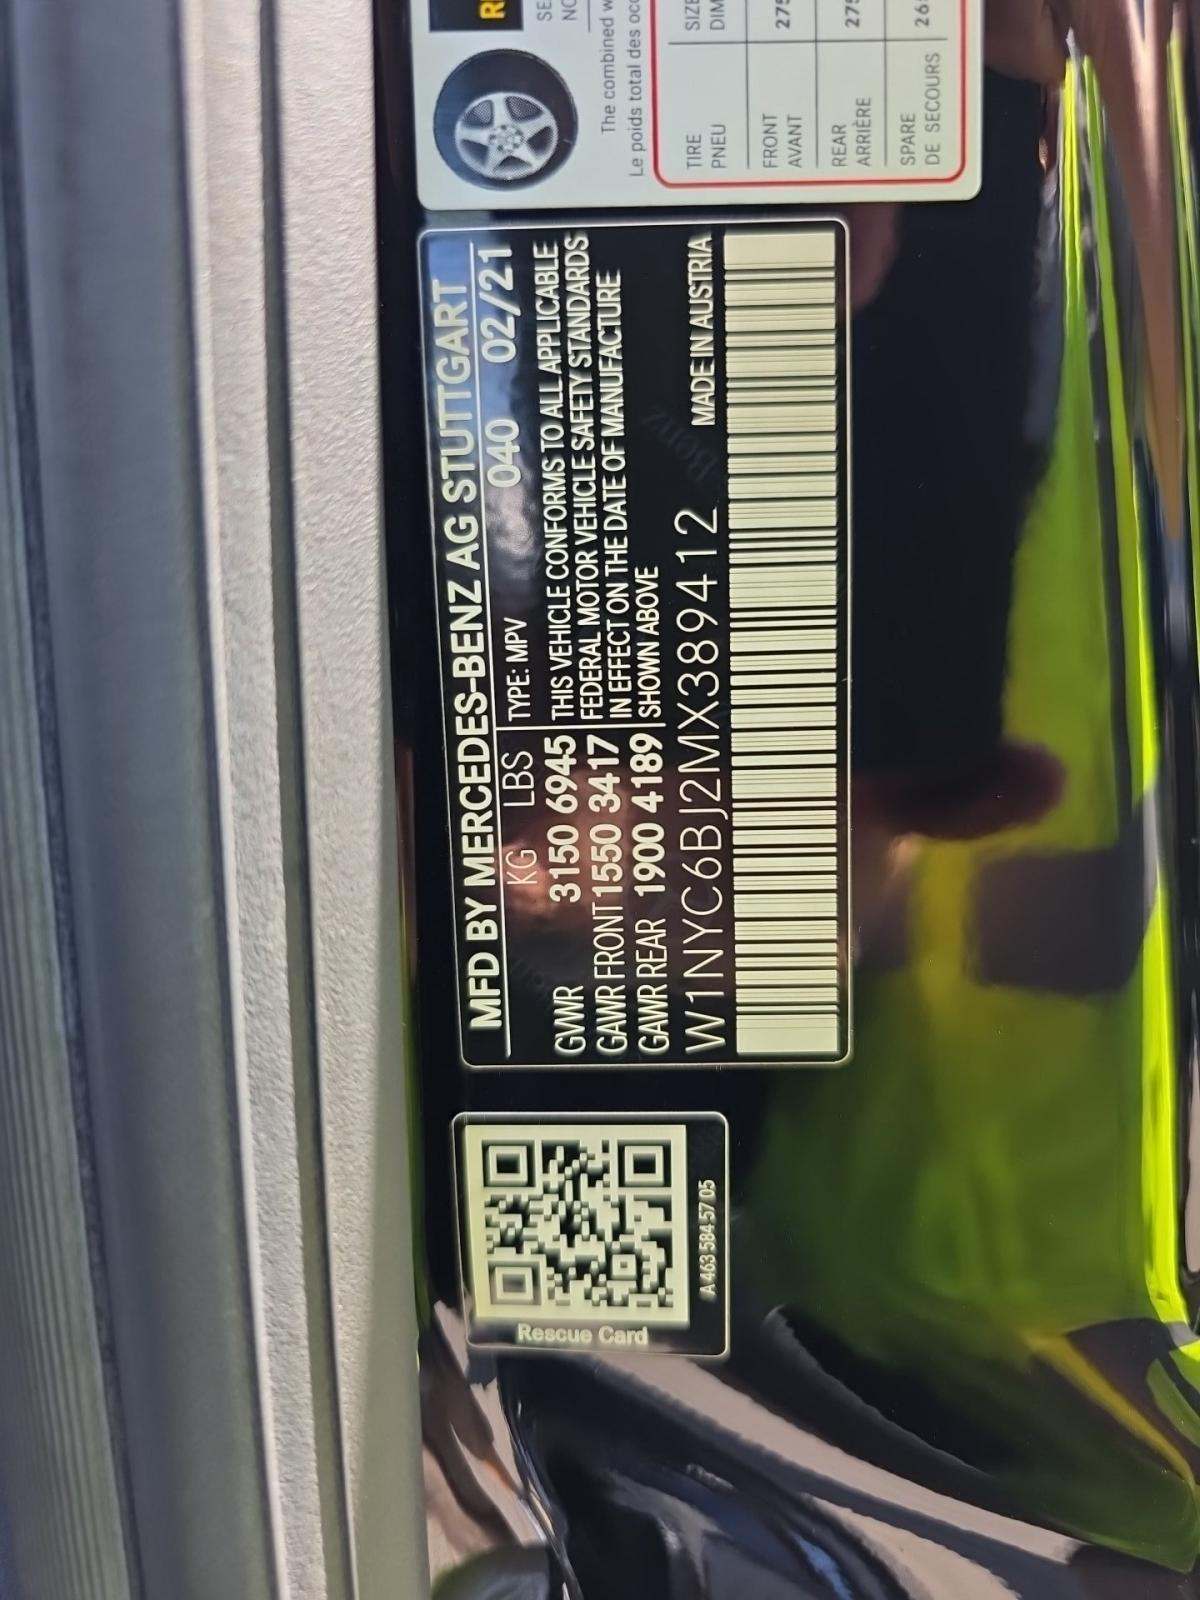 MFD BY MERCEDES-BENZ AG STUTTGART
KG LBS TYPE: MPV 040 02/21
GVWR 3150 6945 THIS VEHICLE CONFORMS TO ALL APPLICABLE
GAWR FRONT 1550 3417 FEDERAL MOTOR VEHICLE SAFETY STANDARDS
GAWR REAR 1900 4189 IN EFFECT ON THE DATE OF MANUFACTURE
SHOWN ABOVE
W1NYC6BJ2MX389412 MADE IN AUSTRIA
Rescue Card
A 463 584 57 05
The combined
Le poids total des
TIRE
PNEU
FRONT
AVANT
REAR
ARRIÈRE
SPARE
DE SECOURS